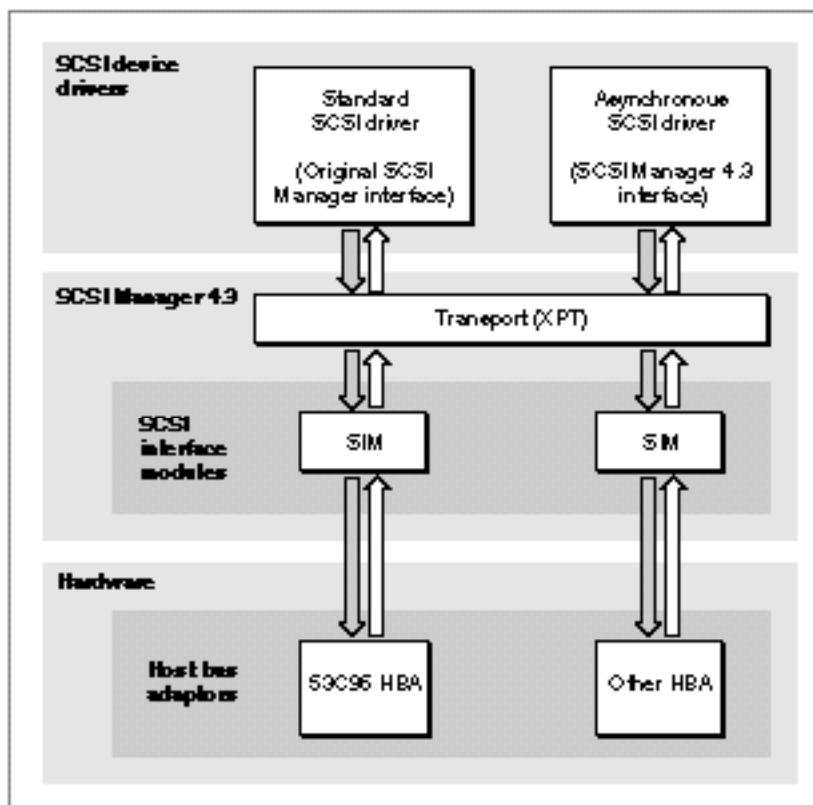 SCSI device
drivers
Standard
SCSI driver
(Original SCSI
Manager interface)
Asynchronous
SCSI driver
(SCSI Manager 4.3
interface)
SCSI Manager 4.3
Transport (XPT)
SCSI
interface
modules
SIM
SIM
Hardware
Host bus
adaptors
53C96 HBA
Other HBA